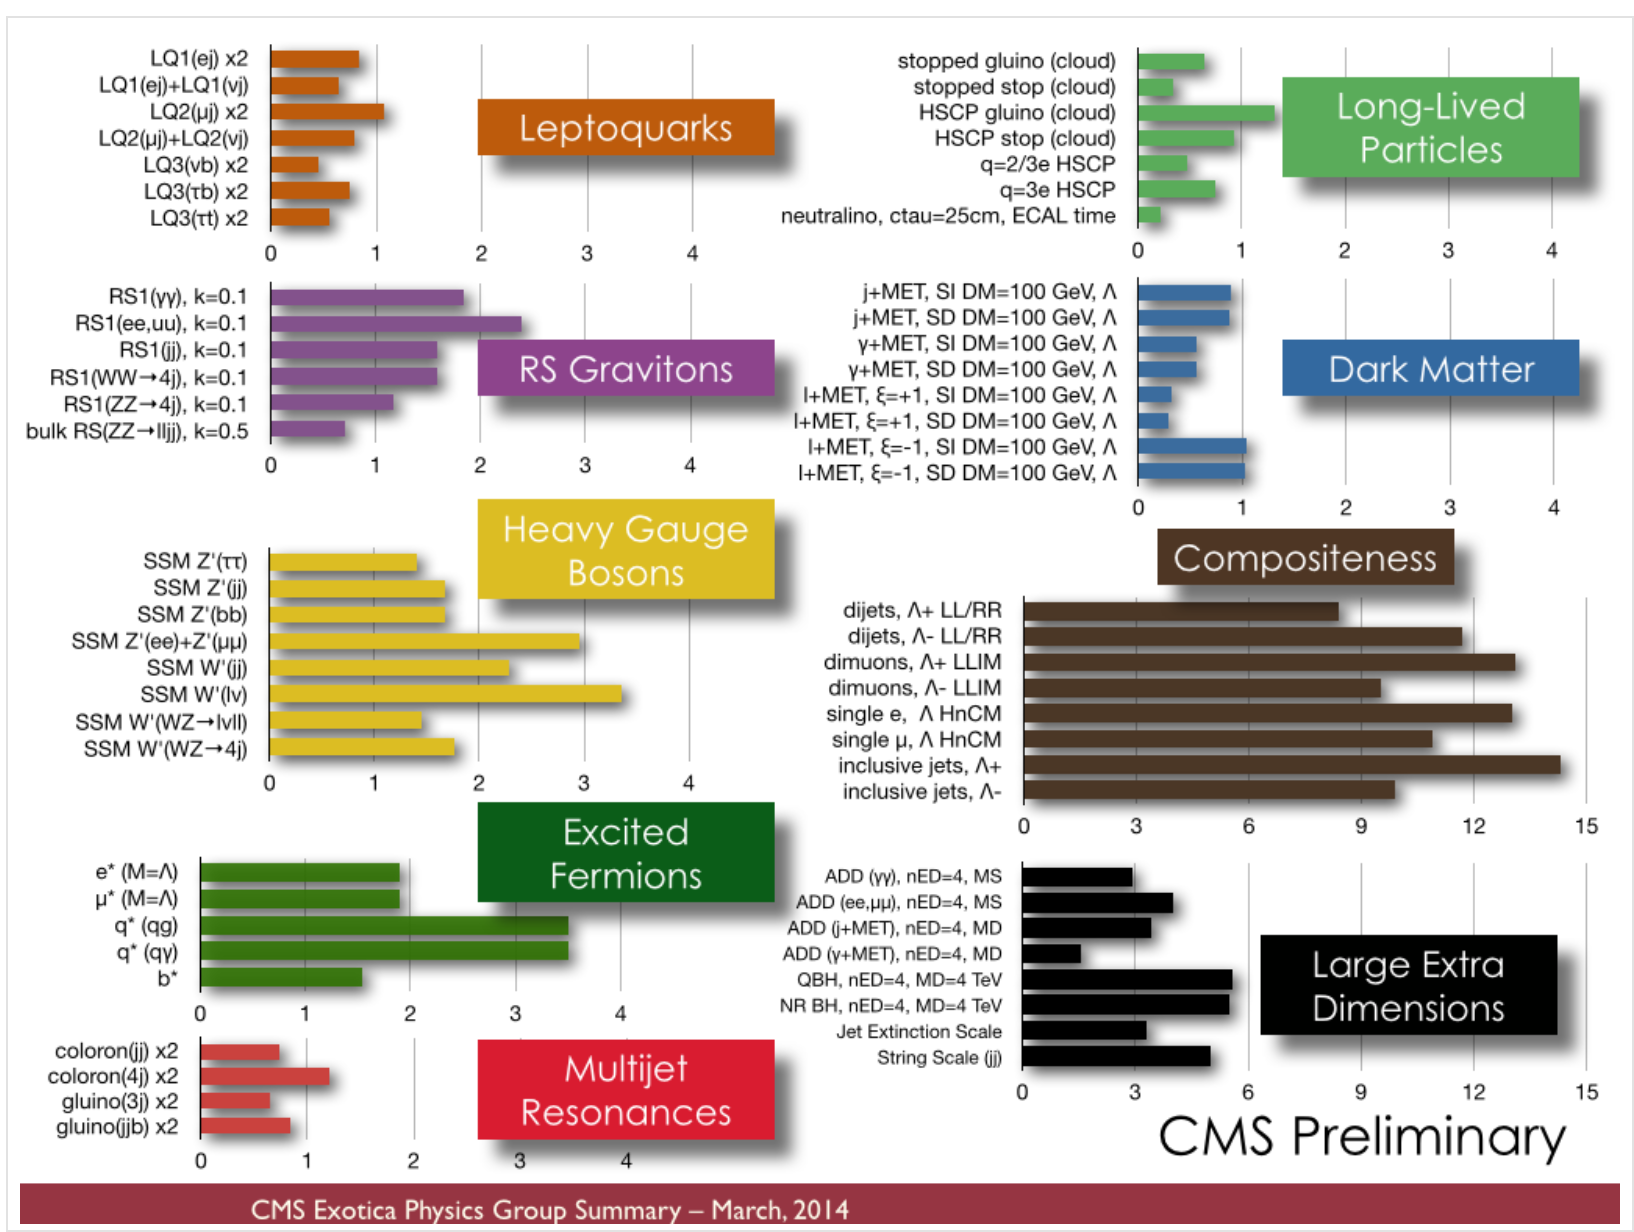 LQ1(ej) x2
LQ1(ej)+LQ1(νj)
LQ2(μj) x2
LQ2(μj)+LQ2(νj)
LQ3(νb) x2
LQ3(τb) x2
LQ3(τt) x2
0 1 2 3 4
Leptoquarks
RS1(γγ), k=0.1
RS1(ee,uu), k=0.1
RS1(jj), k=0.1
RS1(WW→4j), k=0.1
RS1(ZZ→4j), k=0.1
bulk RS(ZZ→lljj), k=0.5
0 1 2 3 4
RS Gravitons
Heavy Gauge
Bosons
SSM Z'(ττ)
SSM Z'(jj)
SSM Z'(bb)
SSM Z'(ee)+Z'(μμ)
SSM W'(jj)
SSM W'(lv)
SSM W'(WZ→lvll)
SSM W'(WZ→4j)
0 1 2 3 4
Excited
Fermions
e* (M=Λ)
μ* (M=Λ)
q* (qg)
q* (qγ)
b*
0 1 2 3 4
coloron(jj) x2
coloron(4j) x2
gluino(3j) x2
gluino(jjb) x2
0 1 2 3 4
Multijet
Resonances
stopped gluino (cloud)
stopped stop (cloud)
HSCP gluino (cloud)
HSCP stop (cloud)
q=2/3e HSCP
q=3e HSCP
neutralino, ctau=25cm, ECAL time
0 1 2 3 4
Long-Lived
Particles
j+MET, SI DM=100 GeV, Λ
j+MET, SD DM=100 GeV, Λ
γ+MET, SI DM=100 GeV, Λ
γ+MET, SD DM=100 GeV, Λ
l+MET, ξ=+1, SI DM=100 GeV, Λ
l+MET, ξ=+1, SD DM=100 GeV, Λ
l+MET, ξ=-1, SI DM=100 GeV, Λ
l+MET, ξ=-1, SD DM=100 GeV, Λ
0 1 2 3 4
Dark Matter
Compositeness
dijets, Λ+ LL/RR
dijets, Λ- LL/RR
dimuons, Λ+ LLIM
dimuons, Λ- LLIM
single e, Λ HnCM
single μ, Λ HnCM
inclusive jets, Λ+
inclusive jets, Λ-
0 3 6 9 12 15
ADD (γγ), nED=4, MS
ADD (ee,μμ), nED=4, MS
ADD (j+MET), nED=4, MD
ADD (γ+MET), nED=4, MD
QBH, nED=4, MD=4 TeV
NR BH, nED=4, MD=4 TeV
Jet Extinction Scale
String Scale (jj)
0 3 6 9 12 15
Large Extra
Dimensions
CMS Preliminary
CMS Exotica Physics Group Summary – March, 2014